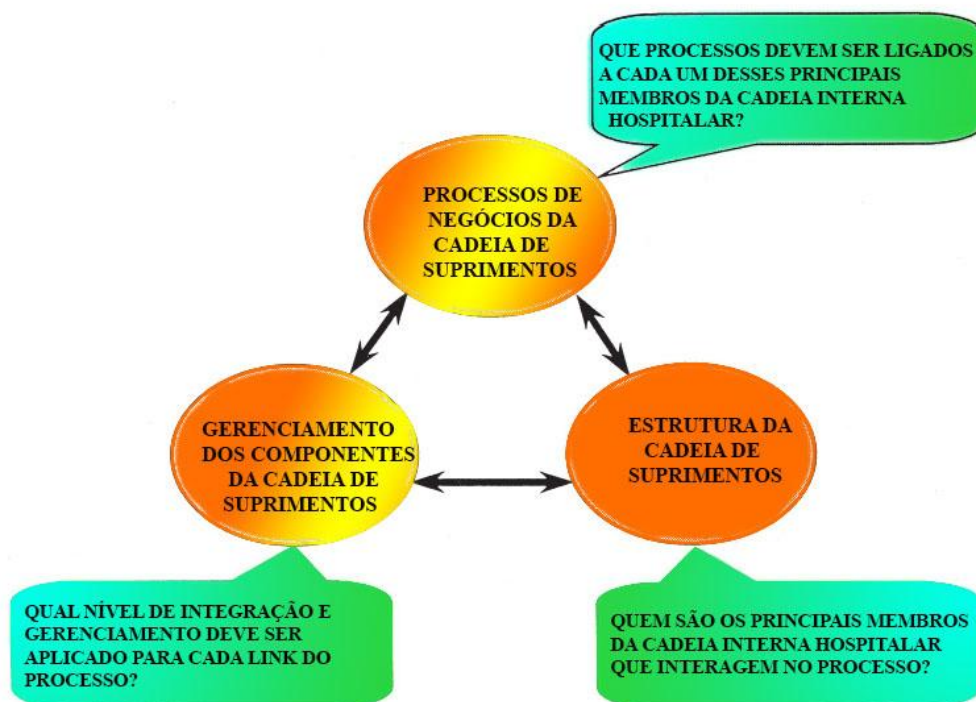 QUE PROCESSOS DEVEM SER LIGADOS
A CADA UM DESSES PRINCIPAIS
MEMBROS DA CADEIA INTERNA
HOSPITALAR?
PROCESSOS DE
NEGÓCIOS DA
CADEIA DE
SUPRIMENTOS
GERENCIAMENTO
DOS COMPONENTES
DA CADEIA DE
SUPRIMENTOS
ESTRUTURA DA
CADEIA DE
SUPRIMENTOS
QUAL NÍVEL DE INTEGRAÇÃO E
GERENCIAMENTO DEVE SER
APLICADO PARA CADA LINK DO
PROCESSO?
QUEM SÃO OS PRINCIPAIS MEMBROS
DA CADEIA INTERNA HOSPITALAR
QUE INTERAGEM NO PROCESSO?